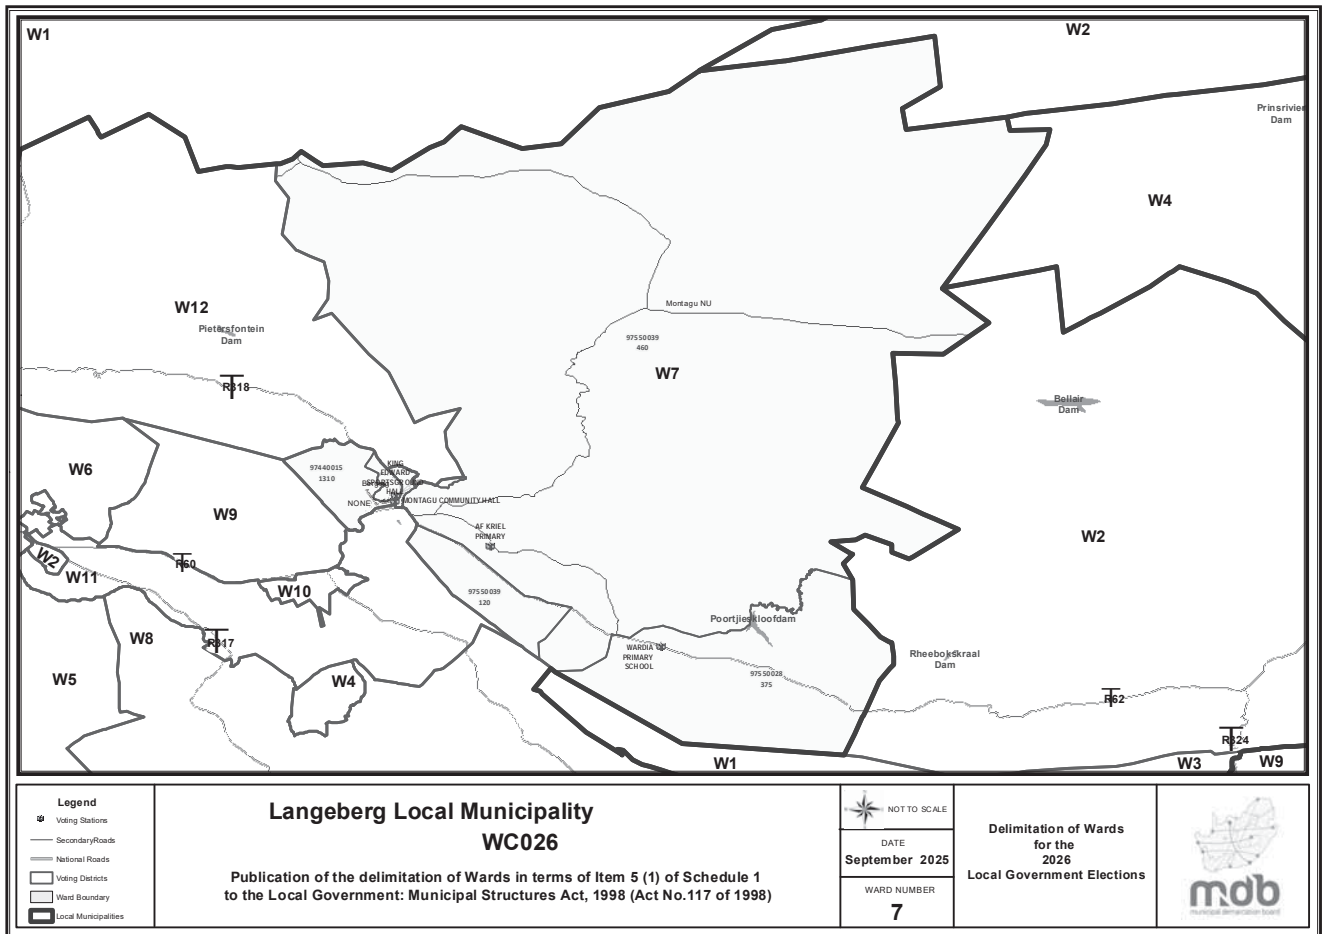 W1
W2
Prinsrivier
Dam
W4
W12
Pietersfontein
Dam
Montagu NU
97550039
460
W7
R318
Bellair
Dam
W6
97440015
1310
KING
EDWARD
SPORTSGROUND
HALL
NONE
MONTAGU COMMUNITY HALL
W9
AF KRIEL
PRIMARY
W2
W2
W11
R60
W10
97550039
120
Poortjieskloofdam
W8
R317
WARDIA
PRIMARY
SCHOOL
Rheebokskraal
Dam
W5
W4
97550028
375
R62
R324
W1
W3
W9
Legend
Voting Stations
SecondaryRoads
National Roads
Voting Districts
Ward Boundary
Local Municipalities
Langeberg Local Municipality
WC026
Publication of the delimitation of Wards in terms of Item 5 (1) of Schedule 1
to the Local Government: Municipal Structures Act, 1998 (Act No.117 of 1998)
NOT TO SCALE
DATE
September 2025
WARD NUMBER
7
Delimitation of Wards
for the
2026
Local Government Elections
mdb
municipal demarcation board